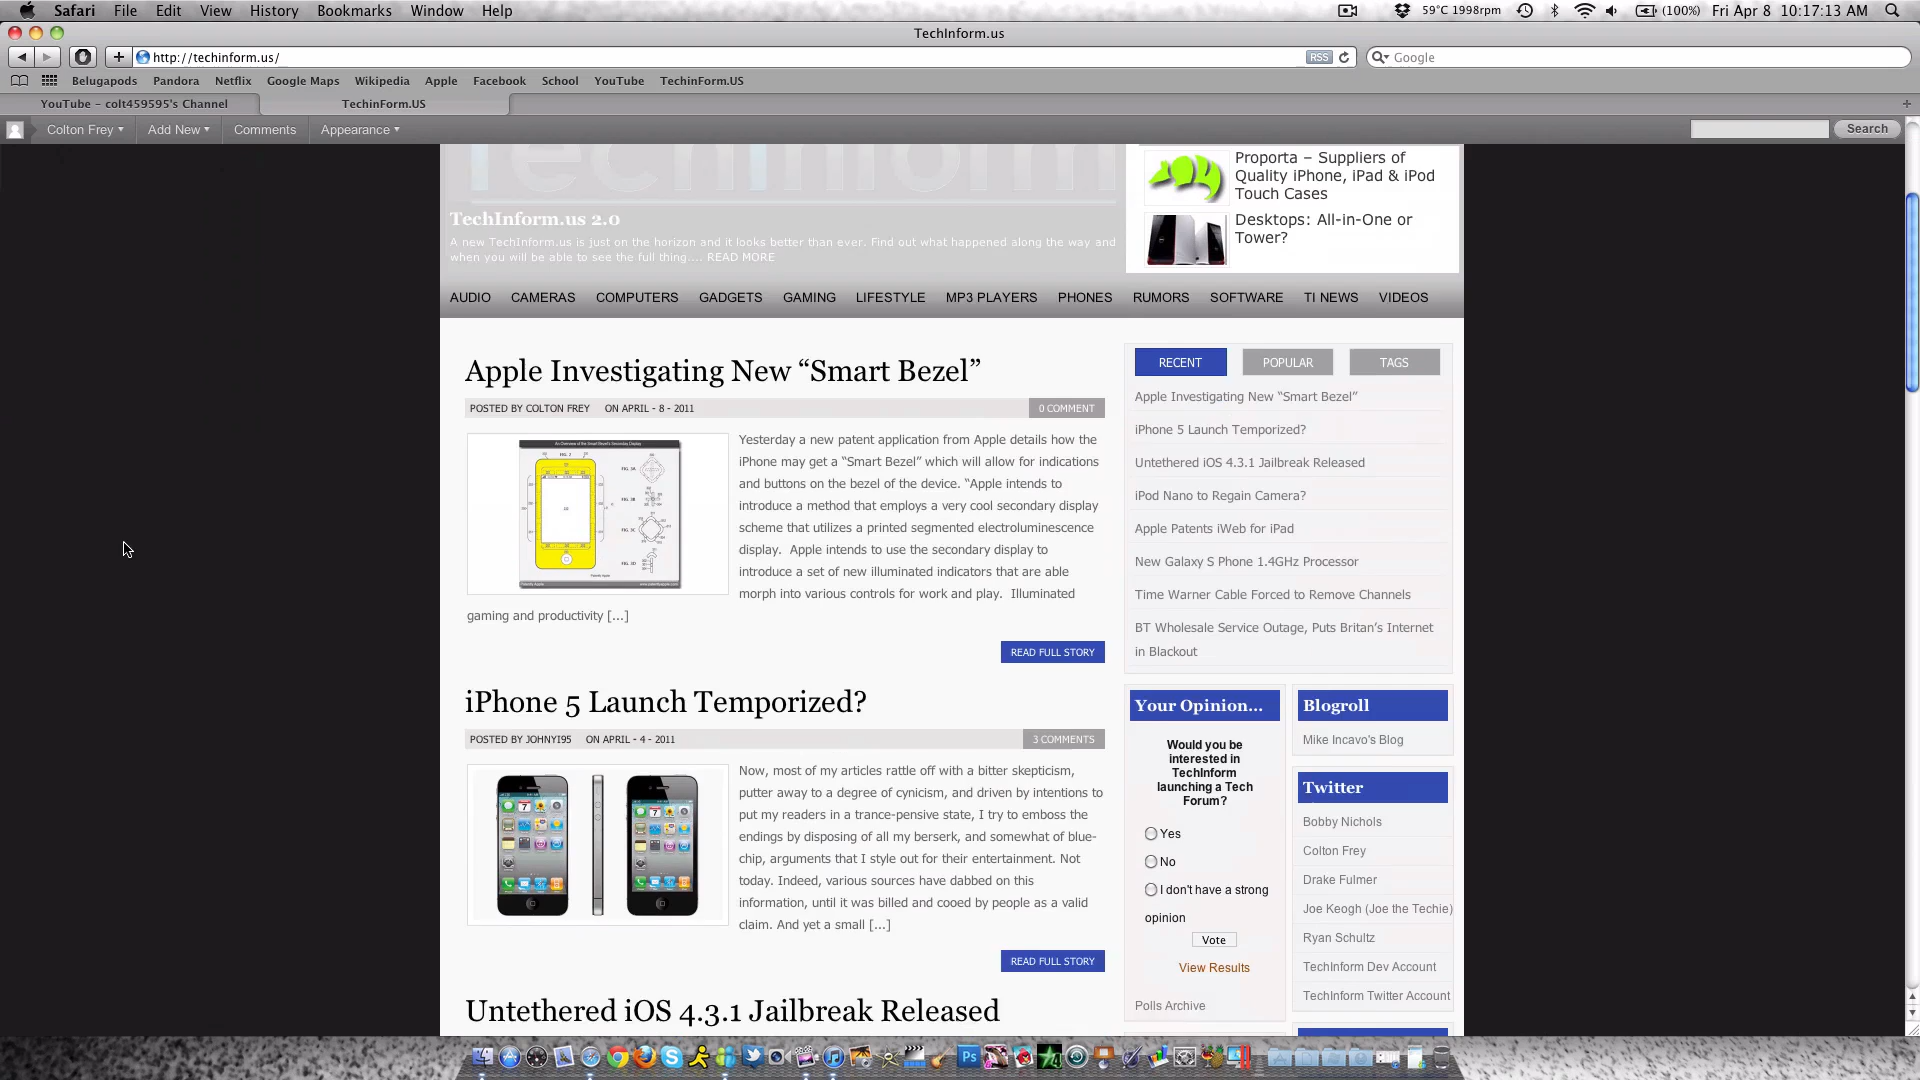 Safari File Edit View History Bookmarks Window Help
59°C 1998rpm (100%) Fri Apr 8 10:17:13 AM
TechInform.us
http://techinform.us/ RSS Google
Belugapods Pandora Netflix Google Maps Wikipedia Apple Facebook School YouTube TechinForm.US
YouTube - colt459595's Channel TechinForm.US
Colton Frey Add New Comments Appearance Search
TechInform
TechInform.us 2.0
A new TechInform.us is just on the horizon and it looks better than ever. Find out what happened along the way and
when you will be able to see the full thing.... READ MORE
Proporta – Suppliers of
Quality iPhone, iPad & iPod
Touch Cases
Desktops: All-in-One or
Tower?
AUDIO CAMERAS COMPUTERS GADGETS GAMING LIFESTYLE MP3 PLAYERS PHONES RUMORS SOFTWARE TI NEWS VIDEOS
Apple Investigating New “Smart Bezel”
POSTED BY COLTON FREY ON APRIL - 8 - 2011 0 COMMENT
Yesterday a new patent application from Apple details how the
iPhone may get a “Smart Bezel” which will allow for indications
and buttons on the bezel of the device. “Apple intends to
introduce a method that employs a very cool secondary display
scheme that utilizes a printed segmented electroluminescence
display.  Apple intends to use the secondary display to
introduce a set of new illuminated indicators that are able
morph into various controls for work and play.  Illuminated
gaming and productivity [...]
READ FULL STORY
iPhone 5 Launch Temporized?
POSTED BY JOHNYI95 ON APRIL - 4 - 2011 3 COMMENTS
Now, most of my articles rattle off with a bitter skepticism,
putter away to a degree of cynicism, and driven by intentions to
put my readers in a trance-pensive state, I try to emboss the
endings by disposing of all my berserk, and somewhat of blue-
chip, arguments that I style out for their entertainment. Not
today. Indeed, various sources have dabbed on this
information, until it was billed and cooed by people as a valid
claim. And yet a small [...]
READ FULL STORY
Untethered iOS 4.3.1 Jailbreak Released
RECENT POPULAR TAGS
Apple Investigating New “Smart Bezel”
iPhone 5 Launch Temporized?
Untethered iOS 4.3.1 Jailbreak Released
iPod Nano to Regain Camera?
Apple Patents iWeb for iPad
New Galaxy S Phone 1.4GHz Processor
Time Warner Cable Forced to Remove Channels
BT Wholesale Service Outage, Puts Britan’s Internet
in Blackout
Your Opinion...
Would you be
interested in
TechInform
launching a Tech
Forum?
Yes
No
I don't have a strong
opinion
Vote
View Results
Polls Archive
Blogroll
Mike Incavo's Blog
Twitter
Bobby Nichols
Colton Frey
Drake Fulmer
Joe Keogh (Joe the Techie)
Ryan Schultz
TechInform Dev Account
TechInform Twitter Account